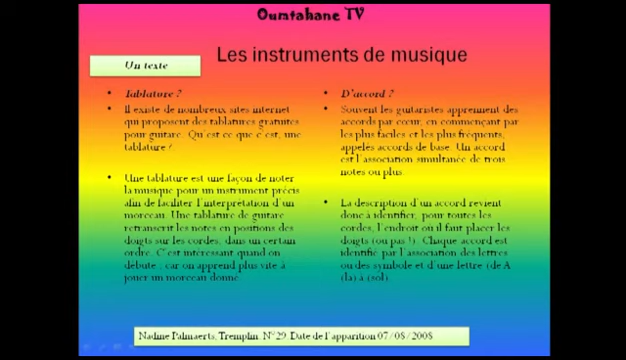 Oumtahane TV
Les instruments de musique
Un texte
• Tablature ?
• Il existe de nombreux sites internet
qui proposent des tablatures gratuites
pour guitare. Qu'est ce que c'est, une
tablature ?
• Une tablature est une façon de noter
la musique pour un instrument précis
afin de faciliter l'interprétation d'un
morceau. Une tablature de guitare
retranscrit les notes en positions des
doigts sur les cordes, dans un certain
ordre. C'est intéressant quand on
débute : car on apprend plus vite à
jouer un morceau donné.
• D'accord ?
• Souvent les guitaristes apprennent des
accords par cœur, en commençant par
les plus faciles et les plus fréquents,
appelés accords de base. Un accord
est l'association simultanée de trois
notes ou plus.
• La description d'un accord revient
donc à identifier, pour toutes les
cordes, l'endroit où il faut placer les
doigts (ou pas !). Chaque accord est
identifié par l'association des lettres
ou des symbole et d'une lettre (de A
(la) à (sol).
Nadine Palmaerts, Tremplin. N°29. Date de l'apparition 07/08/2008